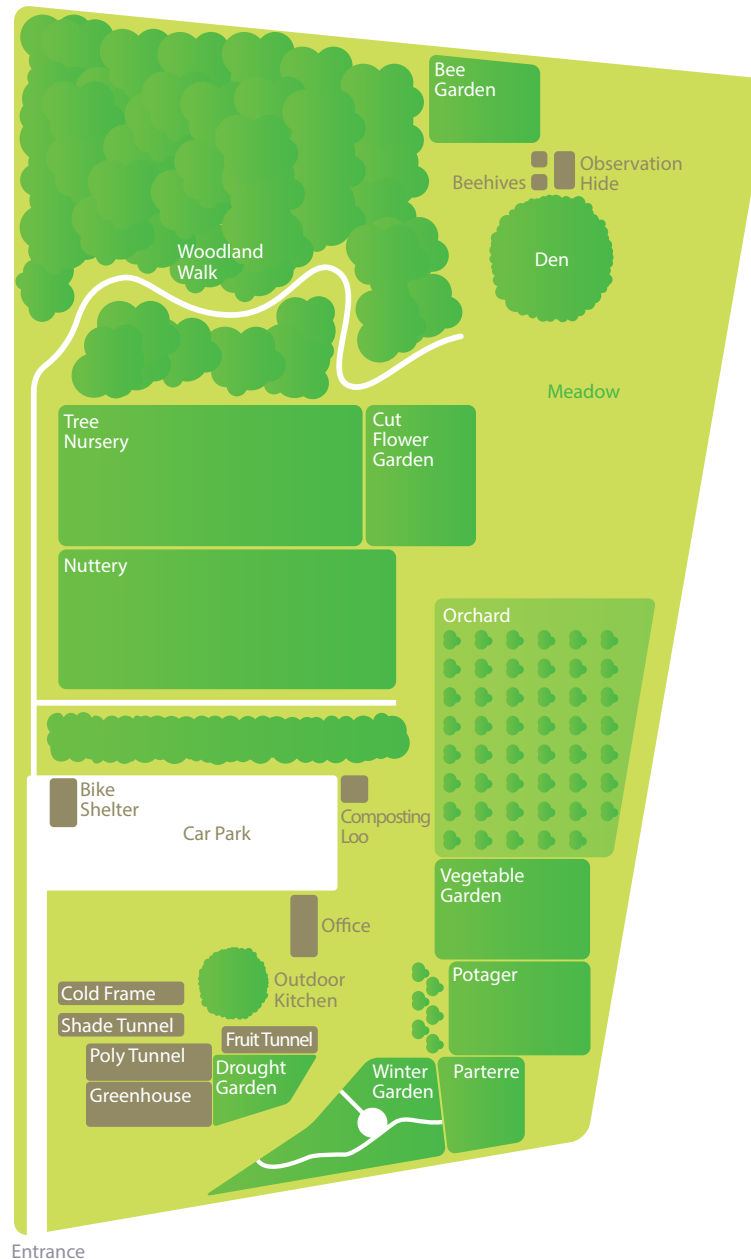 Bee
Garden
Observation
Hide
Beehives
Woodland
Walk
Den
Meadow
Tree
Nursery
Cut
Flower
Garden
Nuttery
Orchard
Bike
Shelter
Car Park
Composting
Loo
Vegetable
Garden
Office
Outdoor
Kitchen
Potager
Cold Frame
Shade Tunnel
Fruit Tunnel
Poly Tunnel
Drought
Garden
Greenhouse
Winter
Garden
Parterre
Entrance